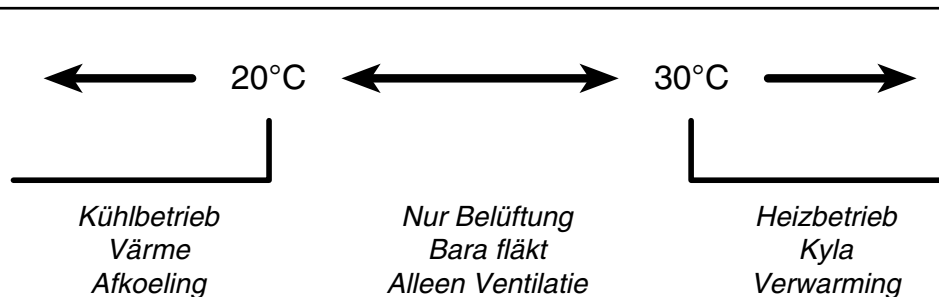 20°C 30°C
Kühlbetrieb Nur Belüftung Heizbetrieb
Värme Bara fläkt Kyla
Afkoeling Alleen Ventilatie Verwarming